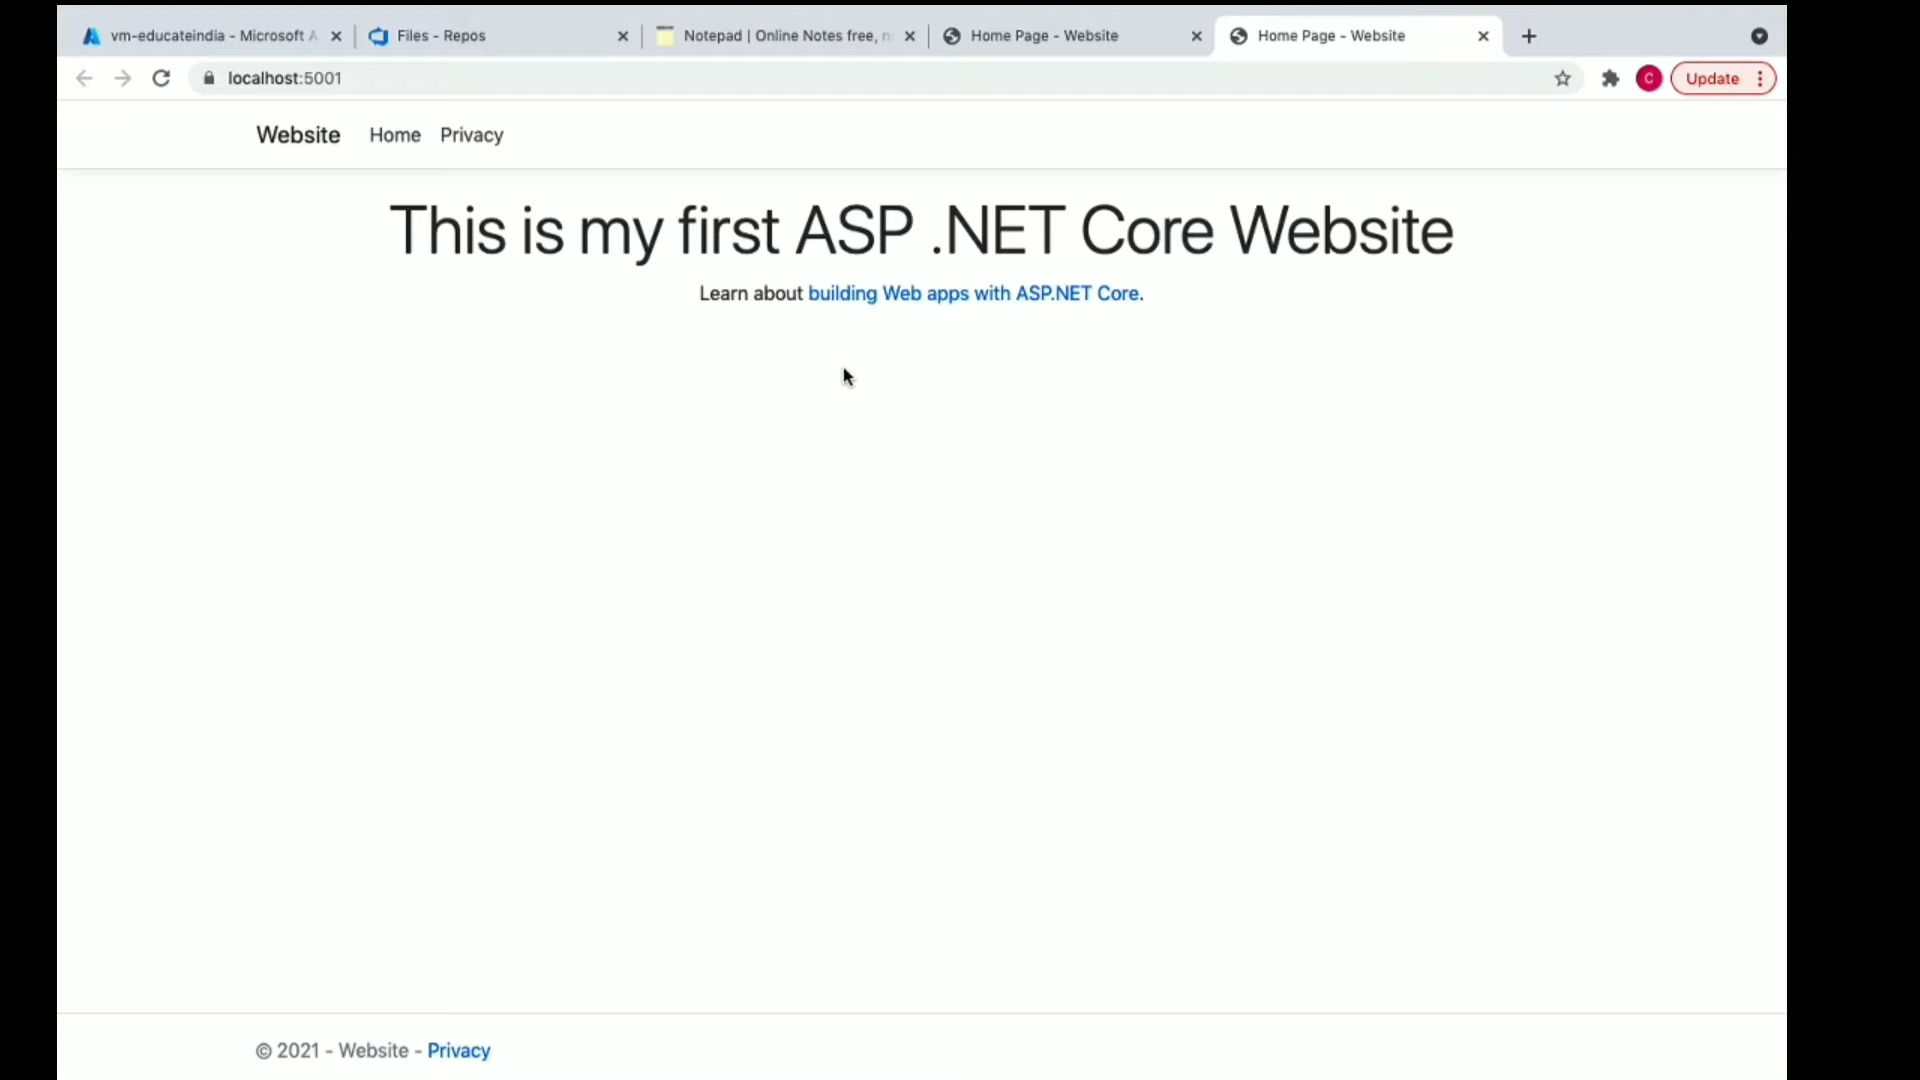 vm-educateindia - Microsoft A
Files - Repos
Notepad | Online Notes free, n
Home Page - Website
Home Page - Website
localhost:5001
C
Update
Website Home Privacy
This is my first ASP .NET Core Website
Learn about building Web apps with ASP.NET Core.
© 2021 - Website - Privacy